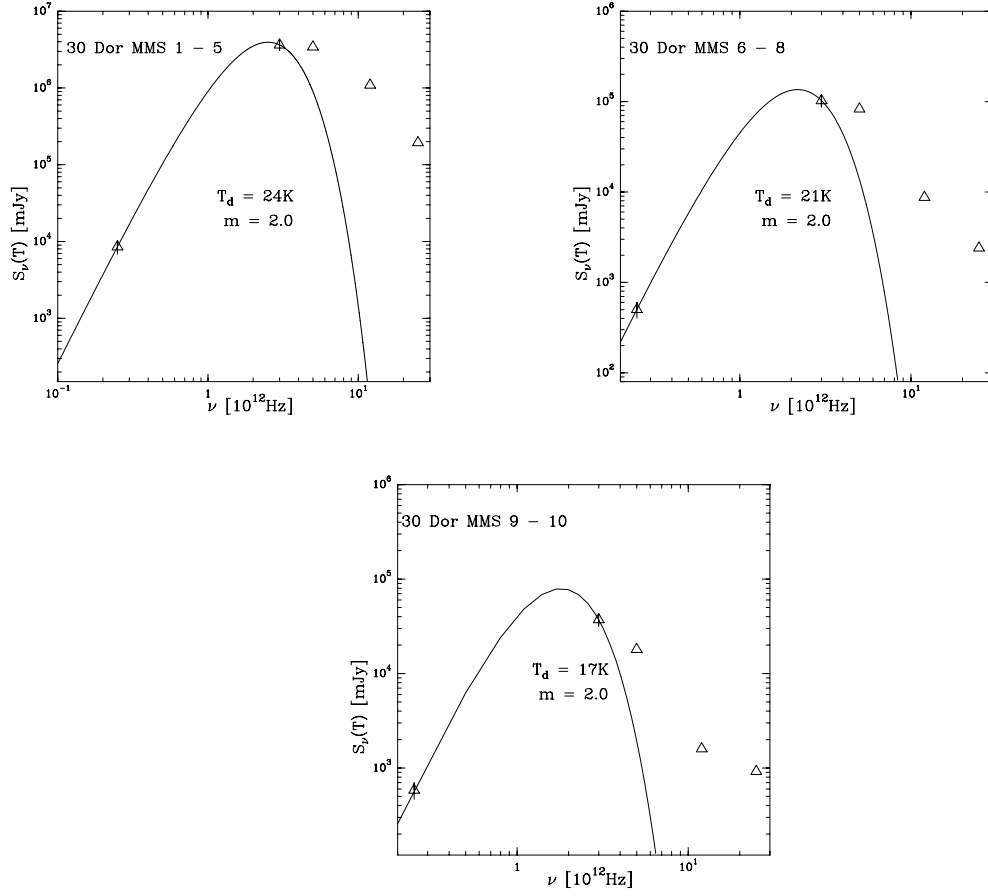 30 Dor MMS 1 – 5
10⁷
10⁶
10⁵
10⁴
10³
S_ν(T) [mJy]
T_d = 24K
m = 2.0
10⁻¹
1
10¹
ν [10¹²Hz]
30 Dor MMS 6 – 8
10⁶
10⁵
10⁴
10³
10²
S_ν(T) [mJy]
T_d = 21K
m = 2.0
1
10¹
ν [10¹²Hz]
30 Dor MMS 9 – 10
10⁶
10⁵
10⁴
10³
S_ν(T) [mJy]
T_d = 17K
m = 2.0
1
10¹
ν [10¹²Hz]